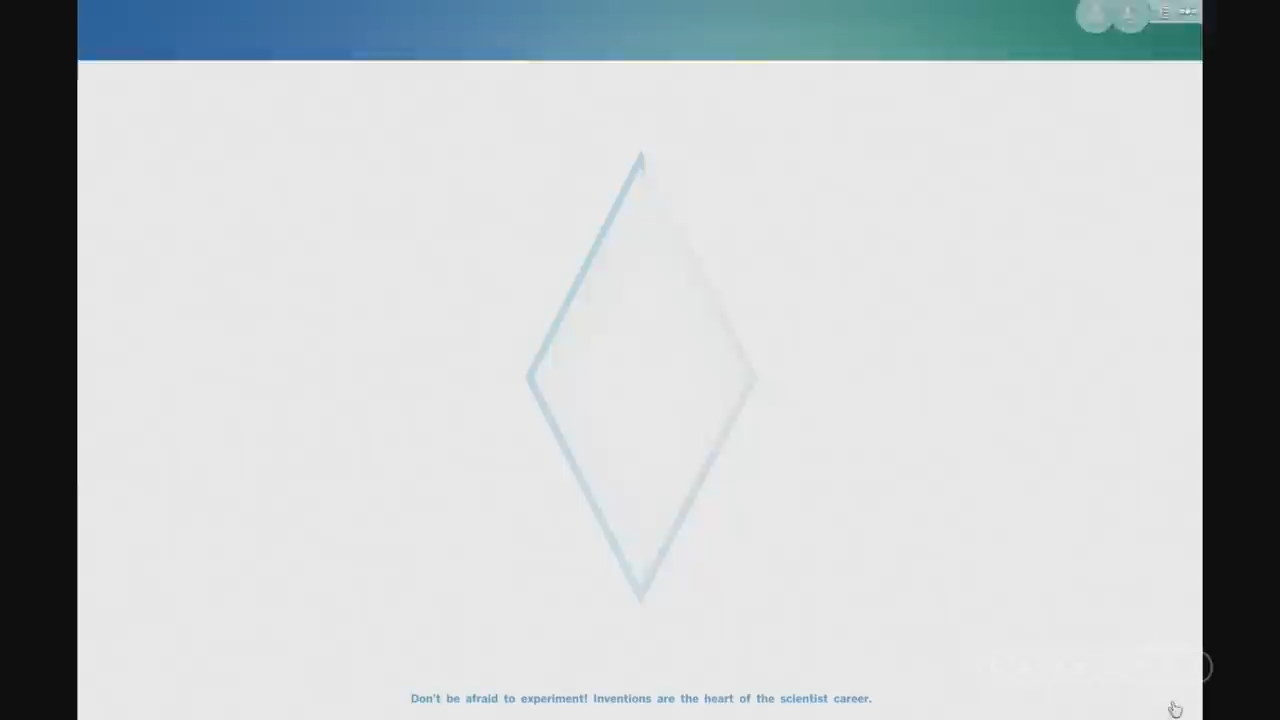 Don't be afraid to experiment! Inventions are the heart of the scientist career.